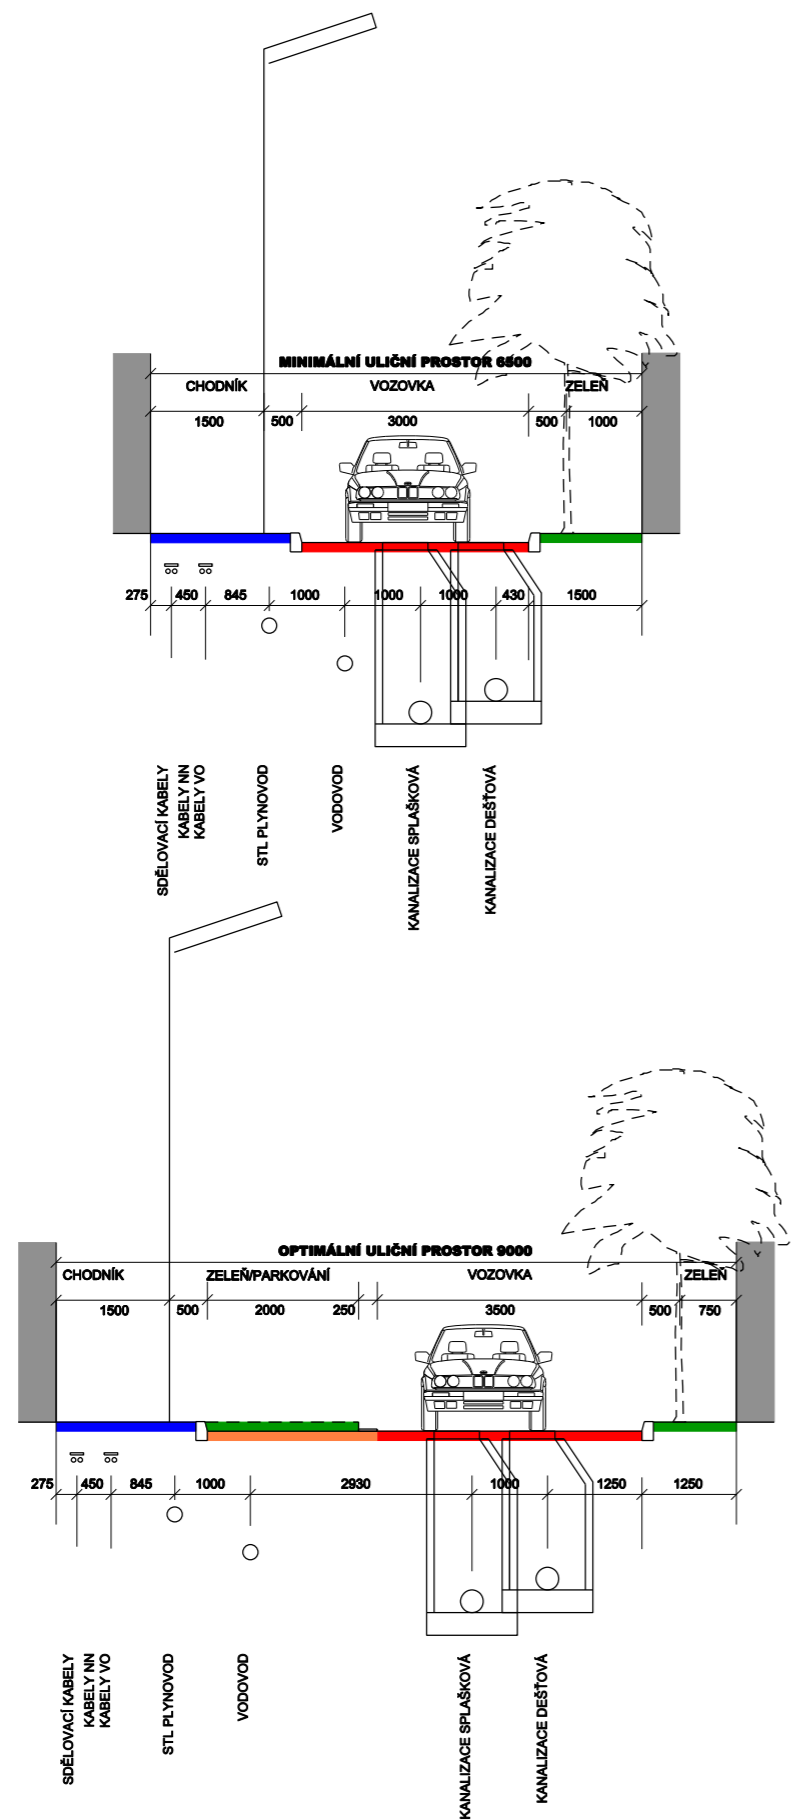 MINIMÁLNÍ ULIČNÍ PROSTOR 6500
CHODNÍK VOZOVKA ZELEŇ
1500 500 3000 500 1000
275 450 845 1000 1000 1000 430 1500
SDĚLOVACÍ KABELY
KABELY NN
KABELY VO
STL PLYNOVOD
VODOVOD
KANALIZACE SPLAŠKOVÁ
KANALIZACE DEŠŤOVÁ
OPTIMÁLNÍ ULIČNÍ PROSTOR 9000
CHODNÍK ZELEŇ/PARKOVÁNÍ VOZOVKA ZELEŇ
1500 500 2000 250 3500 500 750
275 450 845 1000 2930 1000 1250 1250
SDĚLOVACÍ KABELY
KABELY NN
KABELY VO
STL PLYNOVOD
VODOVOD
KANALIZACE SPLAŠKOVÁ
KANALIZACE DEŠŤOVÁ